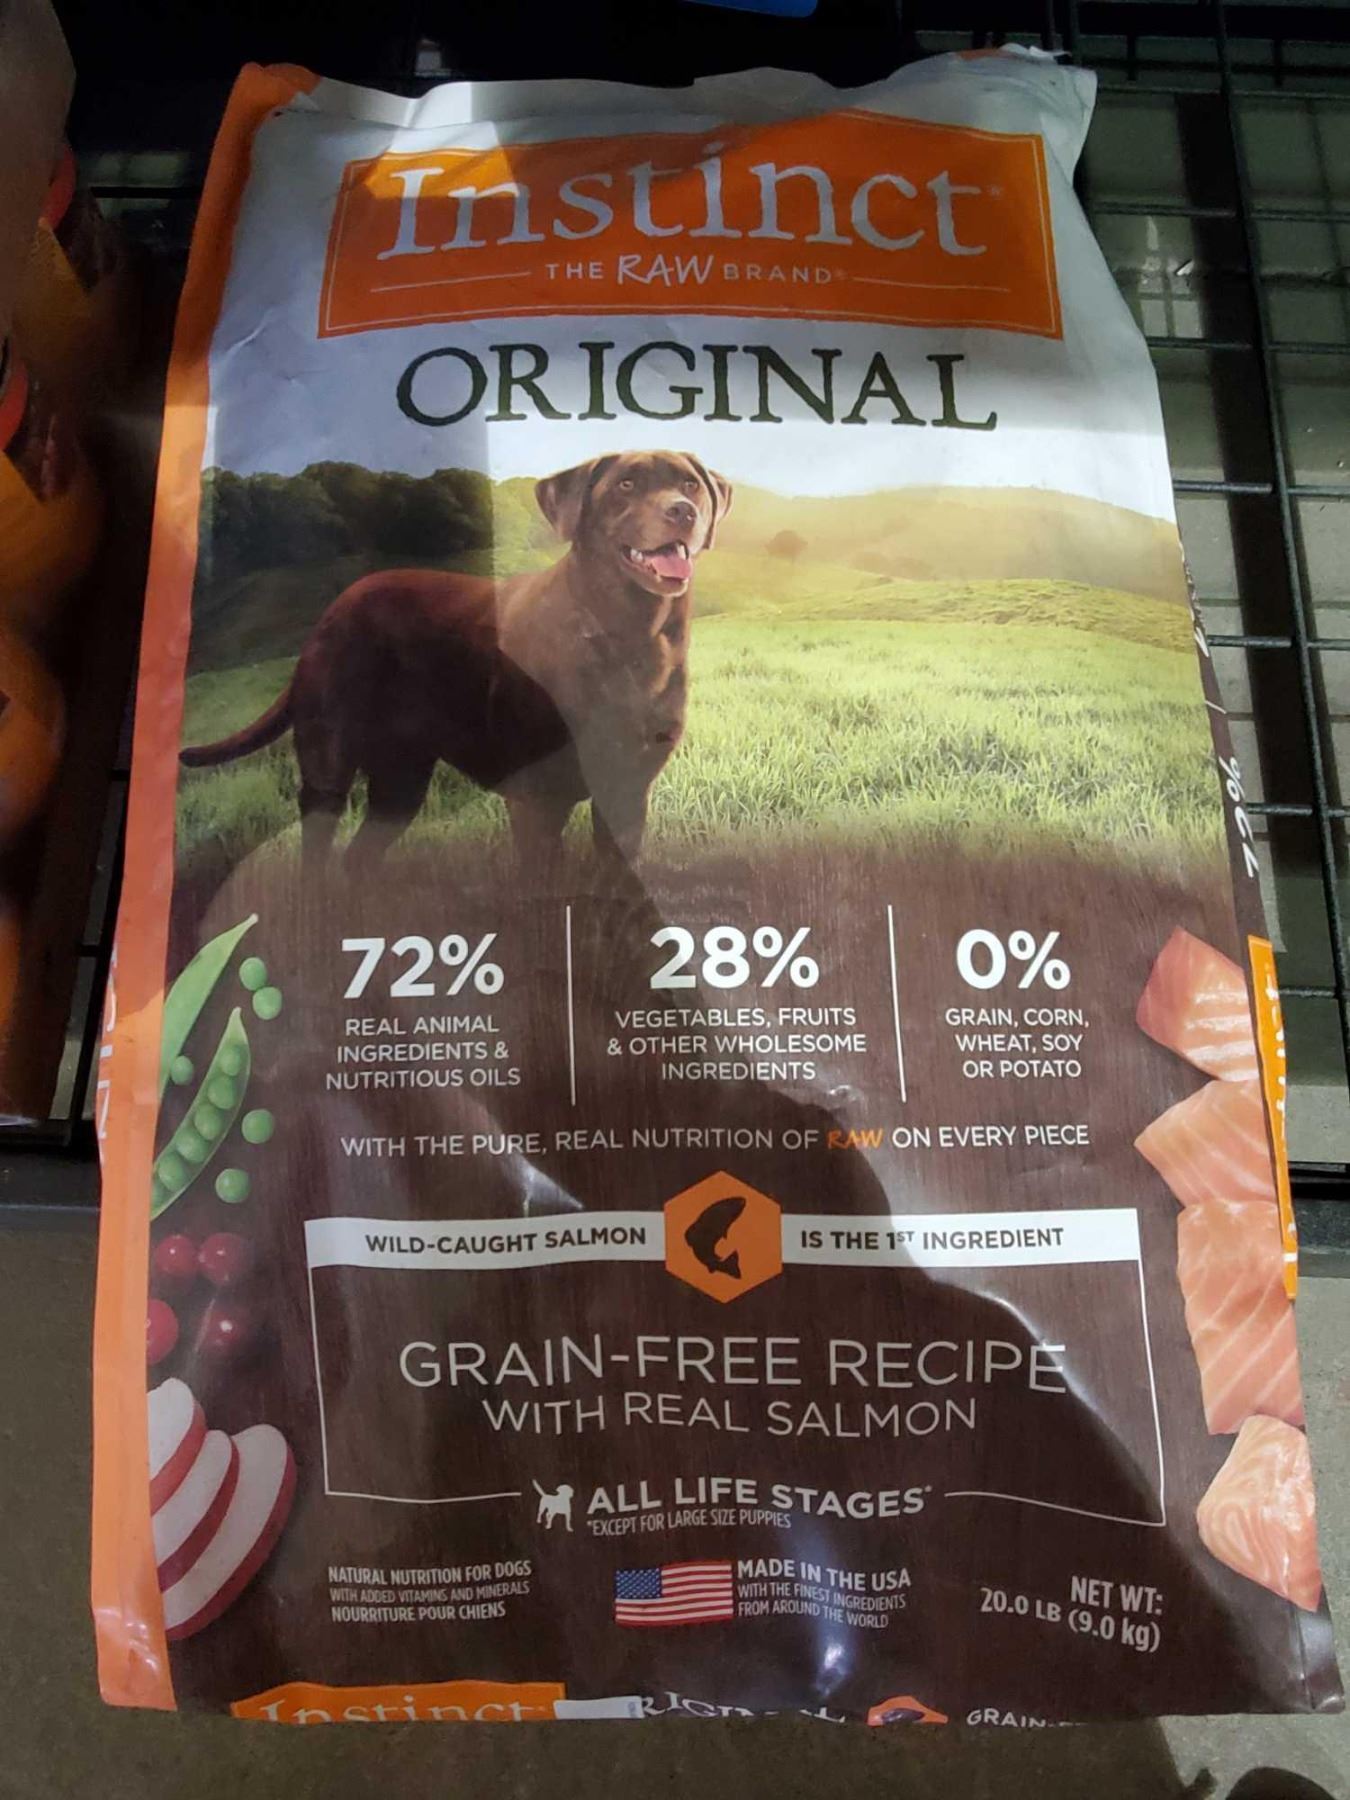 Instinct®
THE RAW BRAND®
ORIGINAL
72%
REAL ANIMAL
INGREDIENTS &
NUTRITIOUS OILS
28%
VEGETABLES, FRUITS
& OTHER WHOLESOME
INGREDIENTS
0%
GRAIN, CORN,
WHEAT, SOY
OR POTATO
WITH THE PURE, REAL NUTRITION OF RAW ON EVERY PIECE
WILD-CAUGHT SALMON IS THE 1ST INGREDIENT
GRAIN-FREE RECIPE
WITH REAL SALMON
ALL LIFE STAGES*
*EXCEPT FOR LARGE SIZE PUPPIES
NATURAL NUTRITION FOR DOGS
WITH ADDED VITAMINS AND MINERALS
NOURRITURE POUR CHIENS
MADE IN THE USA
WITH THE FINEST INGREDIENTS
FROM AROUND THE WORLD
NET WT:
20.0 LB (9.0 kg)
Instinct
ORIGINAL
GRAIN-